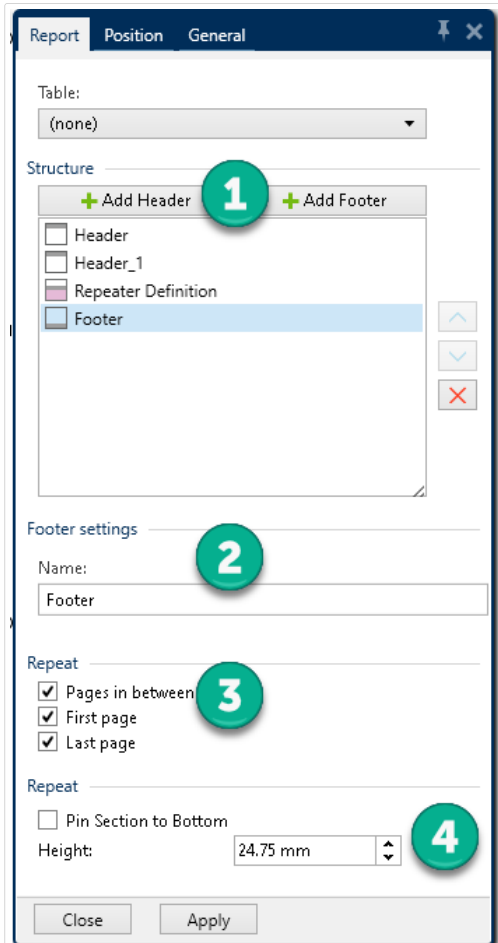 Report Position General
Table:
(none)
Structure
Add Header 1 Add Footer
Header
Header_1
Repeater Definition
Footer
Footer settings
2
Name:
Footer
Repeat
Pages in between
3
First page
Last page
Repeat
Pin Section to Bottom
4
Height: 24.75 mm
Close Apply